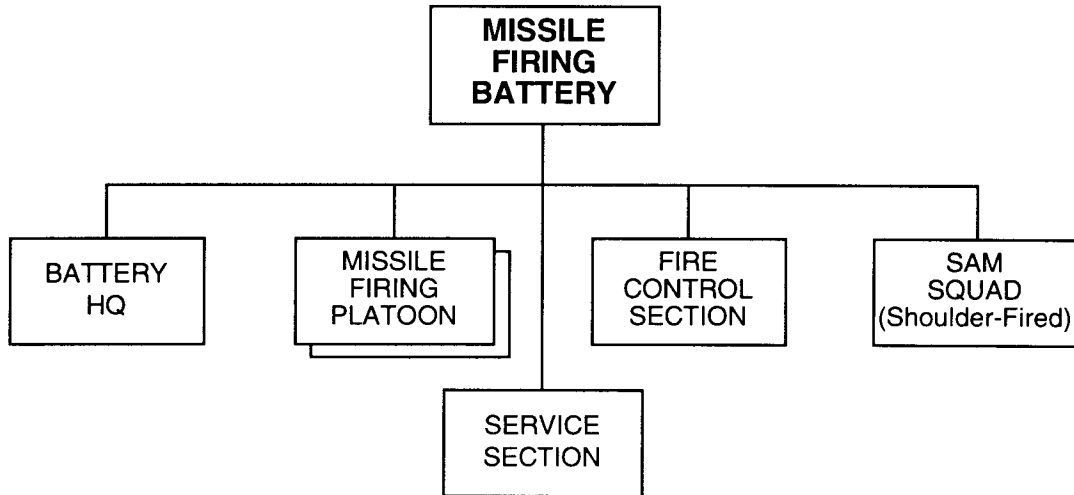 MISSILE
FIRING
BATTERY
BATTERY
HQ
MISSILE
FIRING
PLATOON
FIRE
CONTROL
SECTION
SAM
SQUAD
(Shoulder-Fired)
SERVICE
SECTION